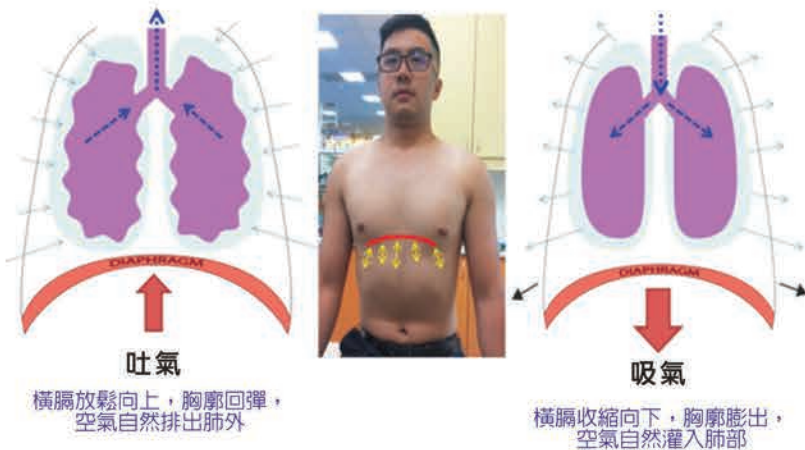 DIAPHRAGM
吐氣
橫膈放鬆向上，胸廓回彈，
空氣自然排出肺外
DIAPHRAGM
吸氣
橫膈收縮向下，胸廓膨出，
空氣自然灌入肺部